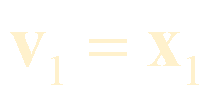 v₁ = x₁